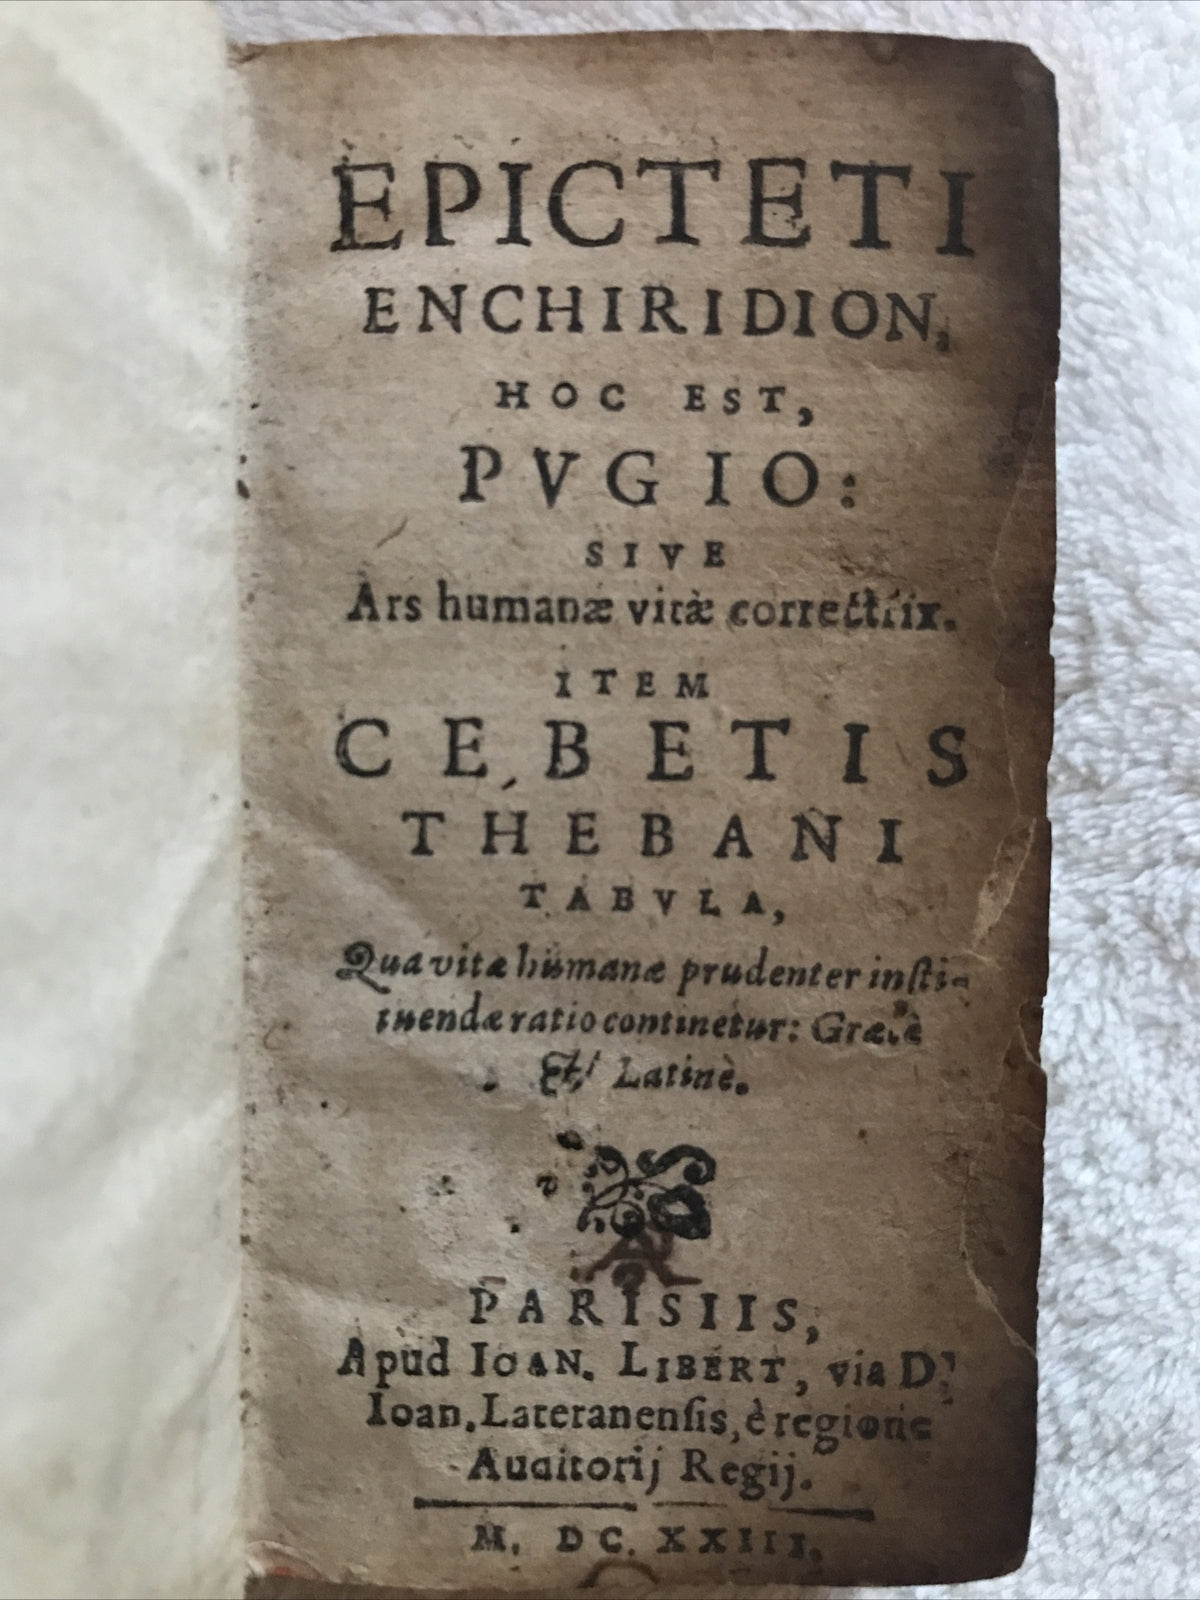 EPICTETI
ENCHIRIDION,
HOC EST,
PVGIO:
SIVE
Ars humanæ vitæ correctrix.
ITEM
CEBETIS
THEBANI
TABVLA,
Qua vitæ humanæ prudenter insti-
tuendæ ratio continetur: Græcè
& Latinè.
PARISIIS,
Apud IOAN. LIBERT, via D.
Ioan. Lateranensis, è regione
Auditorij Regij.
M. DC. XXIII.